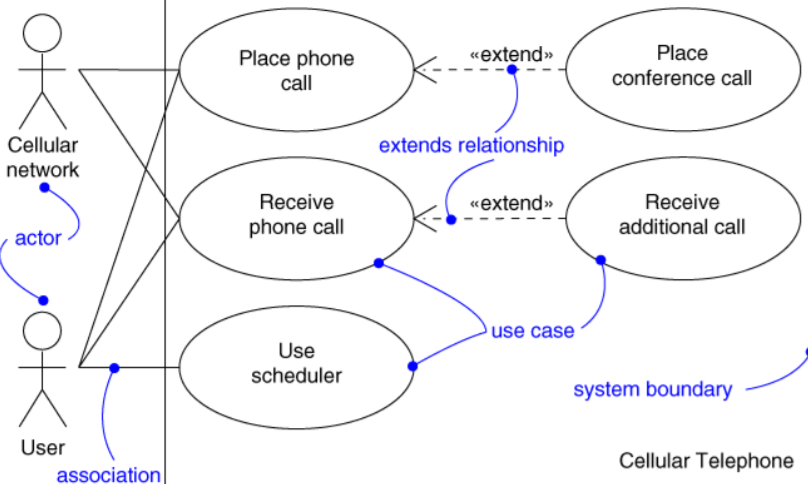 Place phone
call
«extend»
Place
conference call
Cellular
network
extends relationship
Receive
phone call
«extend»
Receive
additional call
actor
Use
scheduler
use case
system boundary
User
association
Cellular Telephone